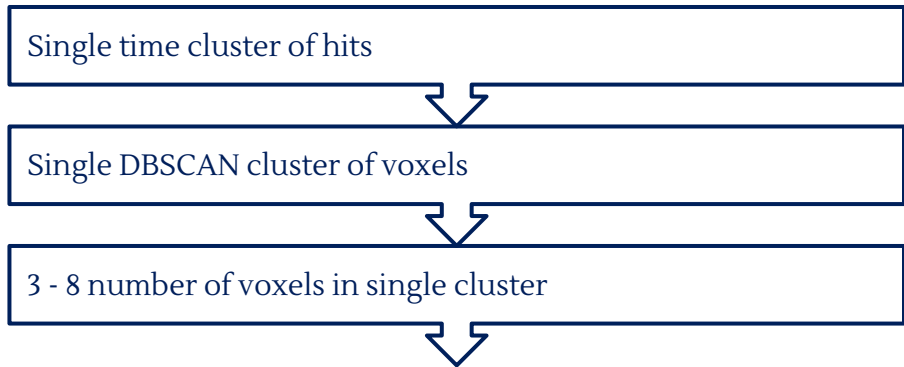 Single time cluster of hits
Single DBSCAN cluster of voxels
3 - 8 number of voxels in single cluster